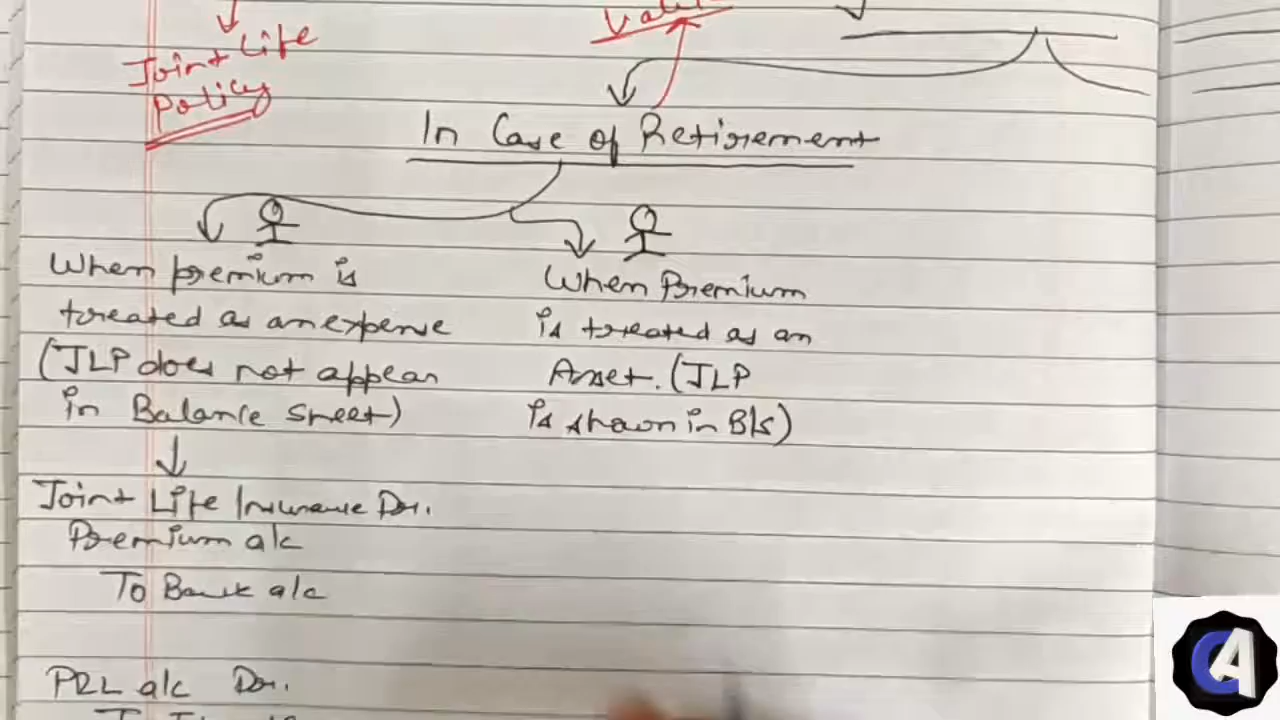 Joint Life
Policy
In Case of Retirement
When premium is
treated as an expense
(JLP does not appear
in Balance Sheet)
When Premium
is treated as an
Asset. (JLP
is shown in B/s)
Joint Life Insurance Dr.
Premium a/c
To Bank a/c
P&L a/c Dr.
CA